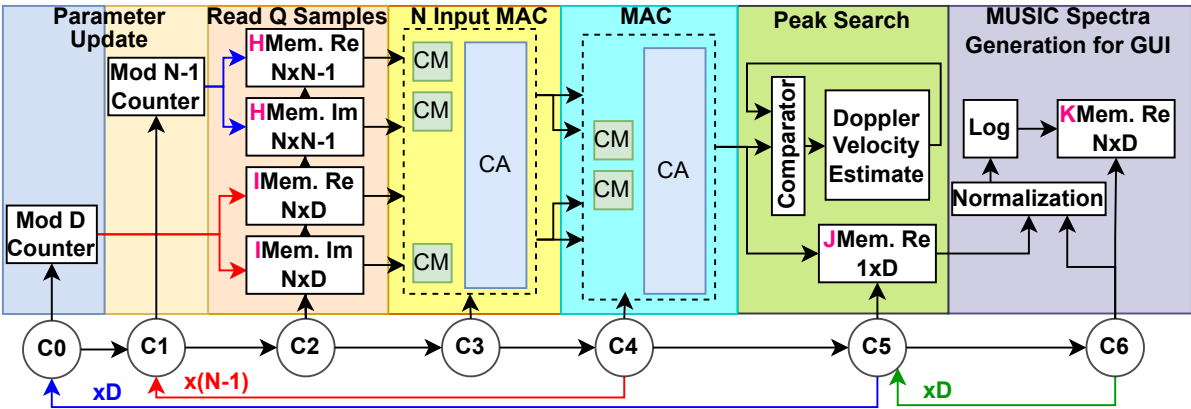 Parameter
Update
Read Q Samples
N Input MAC
MAC
Peak Search
MUSIC Spectra
Generation for GUI
Mod N-1
Counter
Mod D
Counter
HMem. Re
NxN-1
HMem. Im
NxN-1
IMem. Re
NxD
IMem. Im
NxD
CM
CM
CM
CA
CM
CM
CA
Comparator
Doppler
Velocity
Estimate
JMem. Re
1xD
Log
KMem. Re
NxD
Normalization
C0
C1
C2
C3
C4
C5
C6
xD
x(N-1)
xD